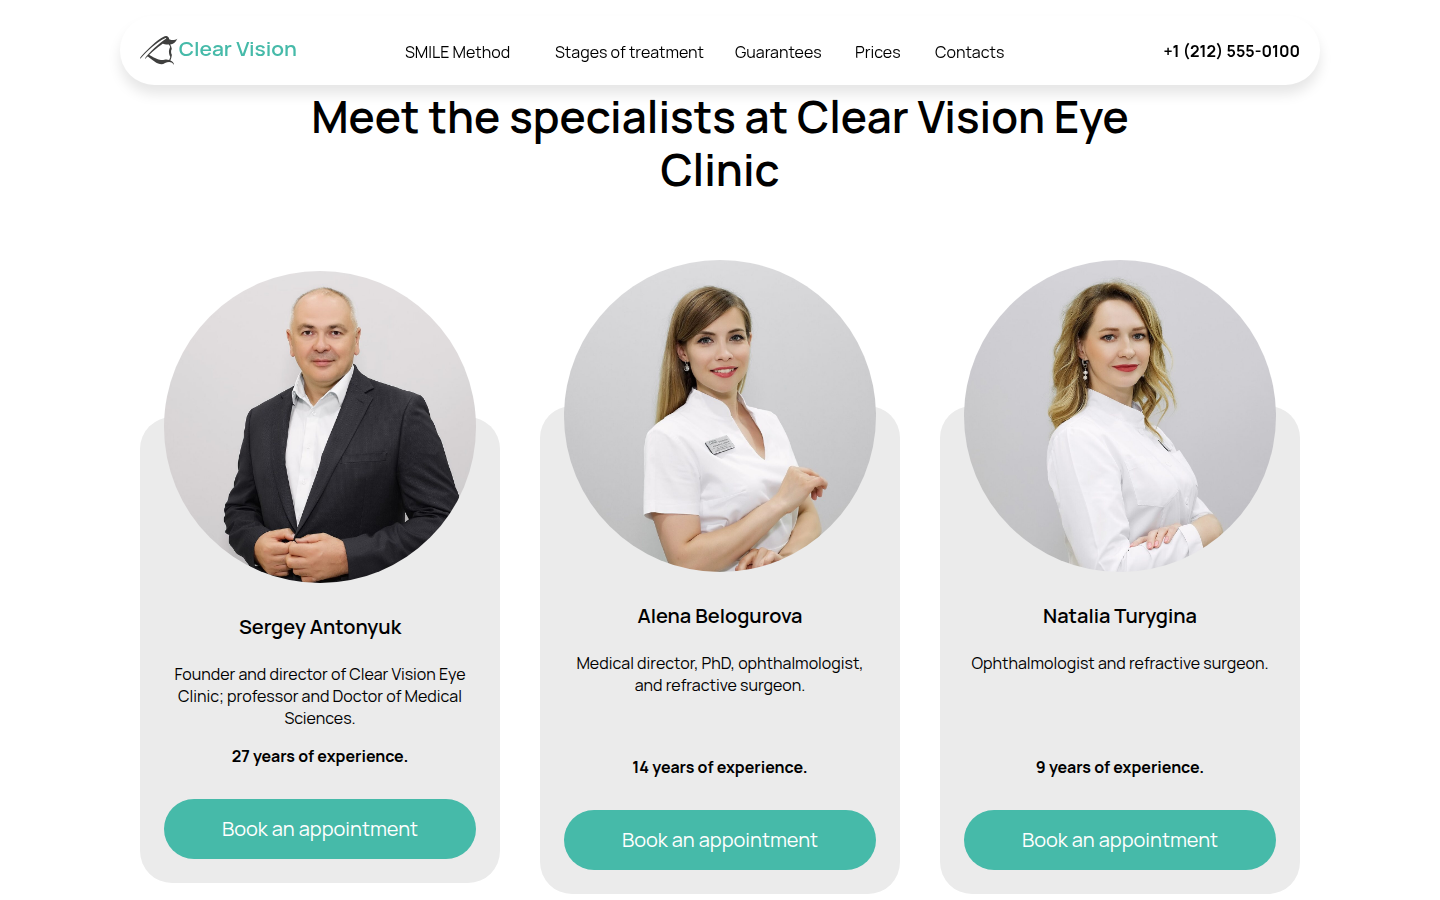 Clear Vision
SMILE Method
Stages of treatment
Guarantees
Prices
Contacts
+1 (212) 555-0100
Meet the specialists at Clear Vision Eye
Clinic
Sergey Antonyuk
Founder and director of Clear Vision Eye
Clinic; professor and Doctor of Medical
Sciences.
27 years of experience.
Book an appointment
Alena Belogurova
Medical director, PhD, ophthalmologist,
and refractive surgeon.
14 years of experience.
Book an appointment
Natalia Turygina
Ophthalmologist and refractive surgeon.
9 years of experience.
Book an appointment